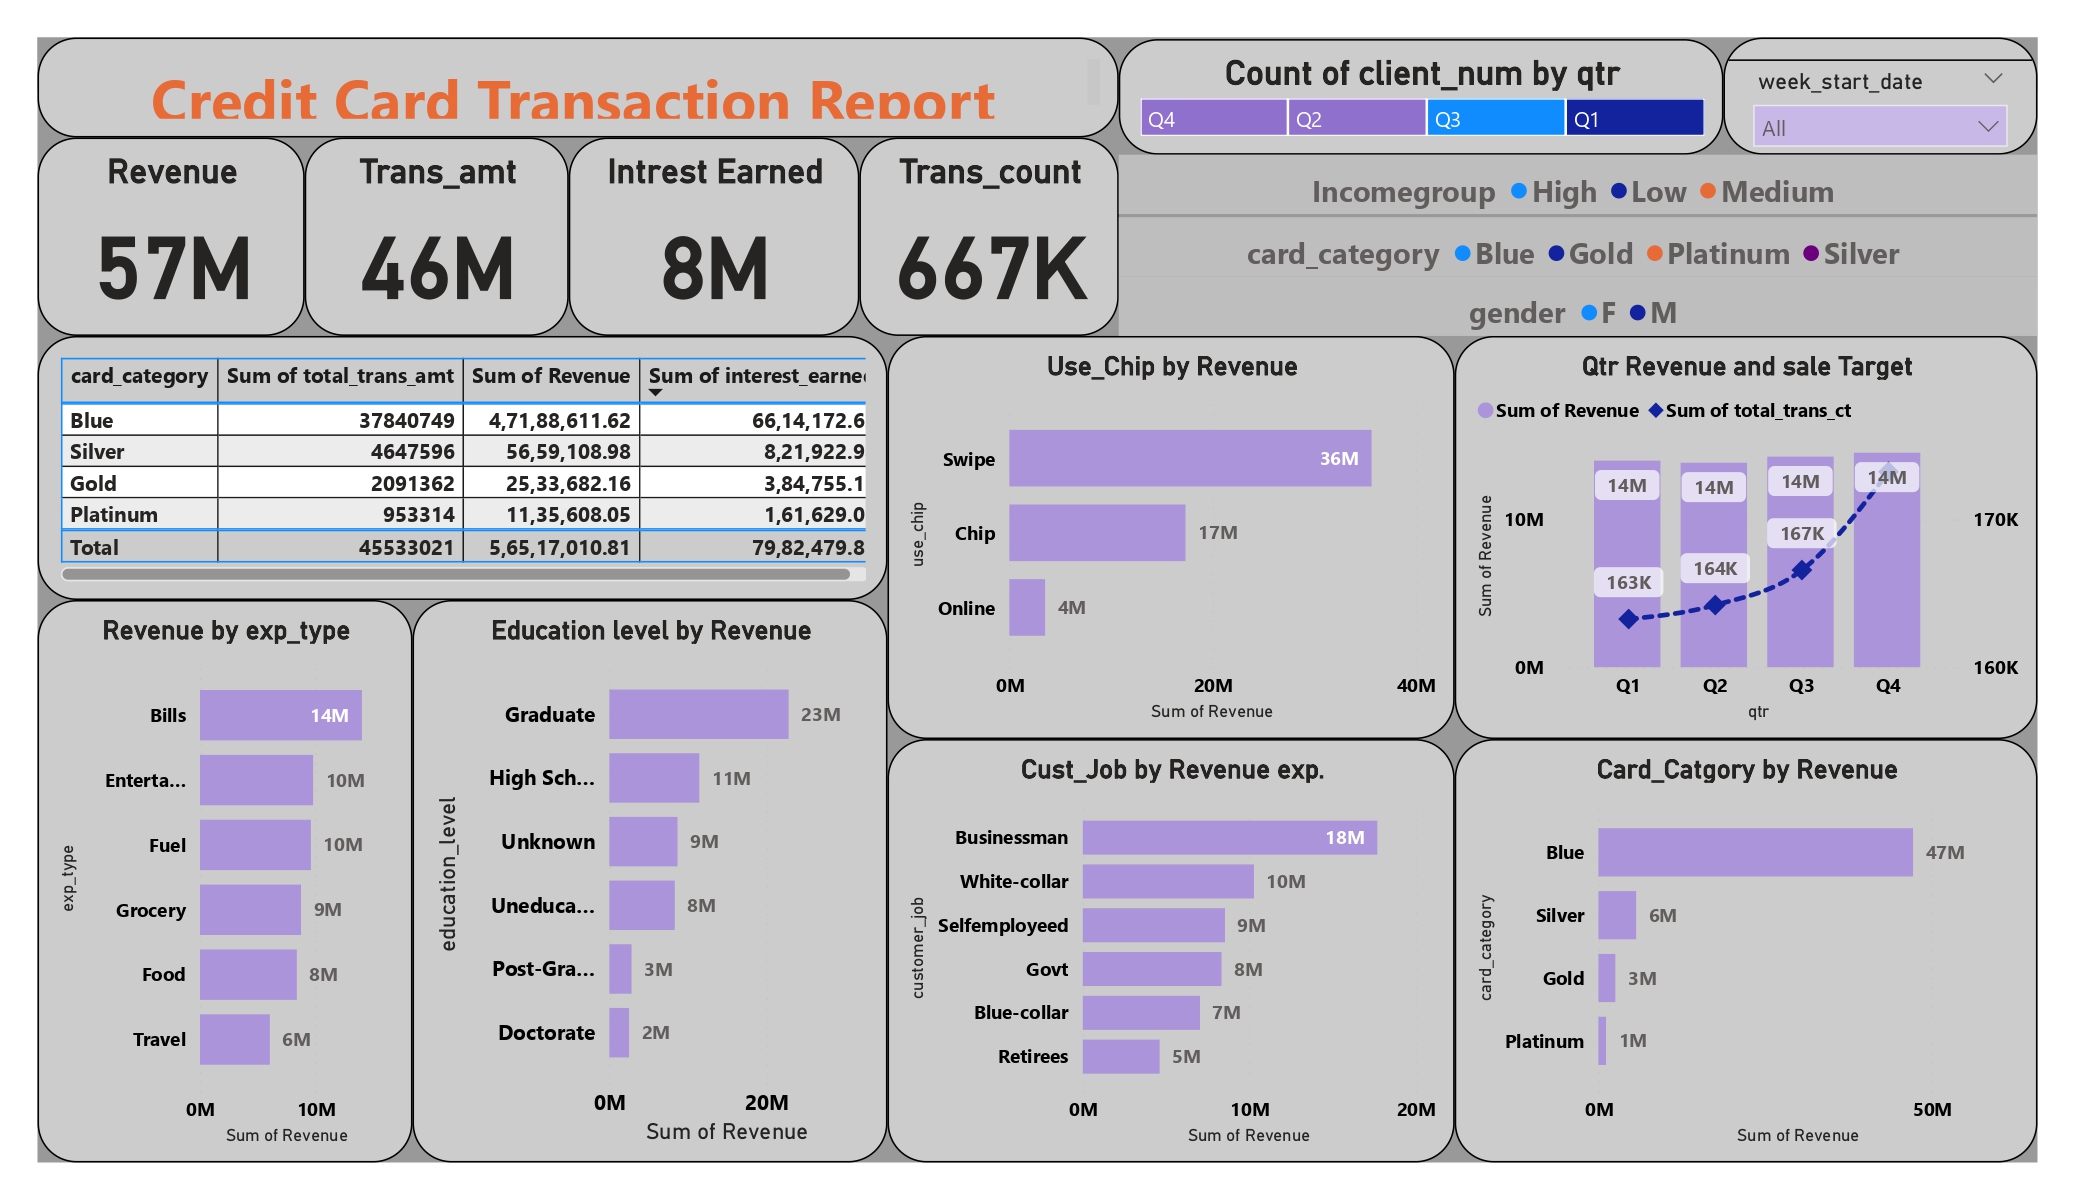 Credit Card Transaction Report
Count of client_num by qtr
Q4 Q2 Q3 Q1
week_start_date
All
Revenue
57M
Trans_amt
46M
Intrest Earned
8M
Trans_count
667K
Incomegroup High Low Medium
card_category Blue Gold Platinum Silver
gender F M
card_category Sum of total_trans_amt Sum of Revenue Sum of interest_earne
Blue 37840749 4,71,88,611.62 66,14,172.6
Silver 4647596 56,59,108.98 8,21,922.9
Gold 2091362 25,33,682.16 3,84,755.1
Platinum 953314 11,35,608.05 1,61,629.0
Total 45533021 5,65,17,010.81 79,82,479.8
Use_Chip by Revenue
use_chip
Swipe 36M
Chip 17M
Online 4M
0M 20M 40M
Sum of Revenue
Qtr Revenue and sale Target
Sum of Revenue Sum of total_trans_ct
Sum of Revenue
14M 14M 14M 14M
10M 170K
163K 164K 167K
0M 160K
Q1 Q2 Q3 Q4
qtr
Revenue by exp_type
exp_type
Bills 14M
Enterta... 10M
Fuel 10M
Grocery 9M
Food 8M
Travel 6M
0M 10M
Sum of Revenue
Education level by Revenue
education_level
Graduate 23M
High Sch... 11M
Unknown 9M
Uneduca... 8M
Post-Gra... 3M
Doctorate 2M
0M 20M
Sum of Revenue
Cust_Job by Revenue exp.
customer_job
Businessman 18M
White-collar 10M
Selfemployeed 9M
Govt 8M
Blue-collar 7M
Retirees 5M
0M 10M 20M
Sum of Revenue
Card_Catgory by Revenue
card_category
Blue 47M
Silver 6M
Gold 3M
Platinum 1M
0M 50M
Sum of Revenue